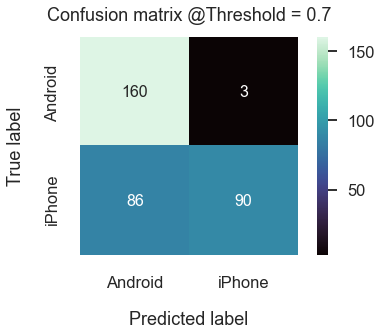 Confusion matrix @Threshold = 0.7
True label
Android
iPhone
160
3
86
90
Android
iPhone
Predicted label
150
100
50